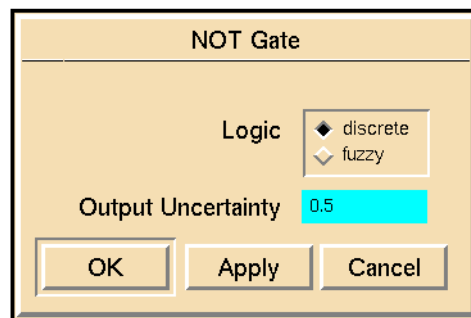 NOT Gate
Logic
discrete
fuzzy
Output Uncertainty 0.5
OK Apply Cancel